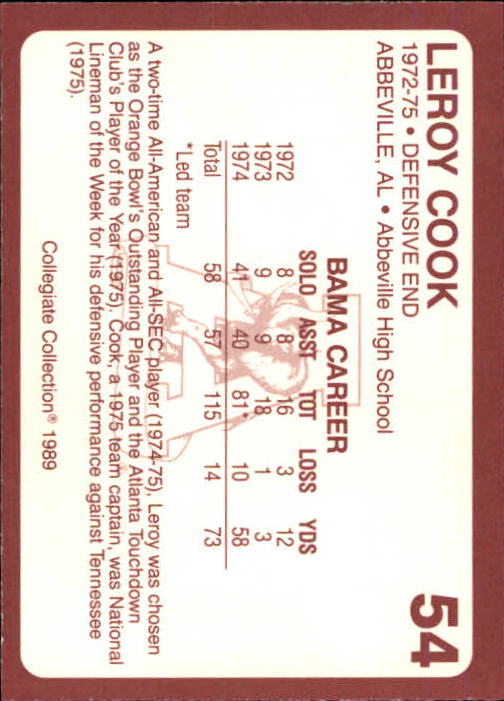 LEROY COOK
54
1972-75 • DEFENSIVE END
ABBEVILLE, AL • Abbeville High School
BAMA CAREER
SOLO ASST TOT LOSS YDS
1972 8 8 16 3 12
1973 9 9 18 1 3
1974 41 40 81* 10 58
Total 58 57 115 14 73
*Led team
A two-time All-American and All-SEC player (1974-75), Leroy was chosen
as the Orange Bowl's Outstanding Player and the Atlanta Touchdown
Club's Player of the Year (1975). Cook, a 1975 team captain, was National
Lineman of the Week for his defensive performance against Tennessee
(1975).
Collegiate Collection® 1989